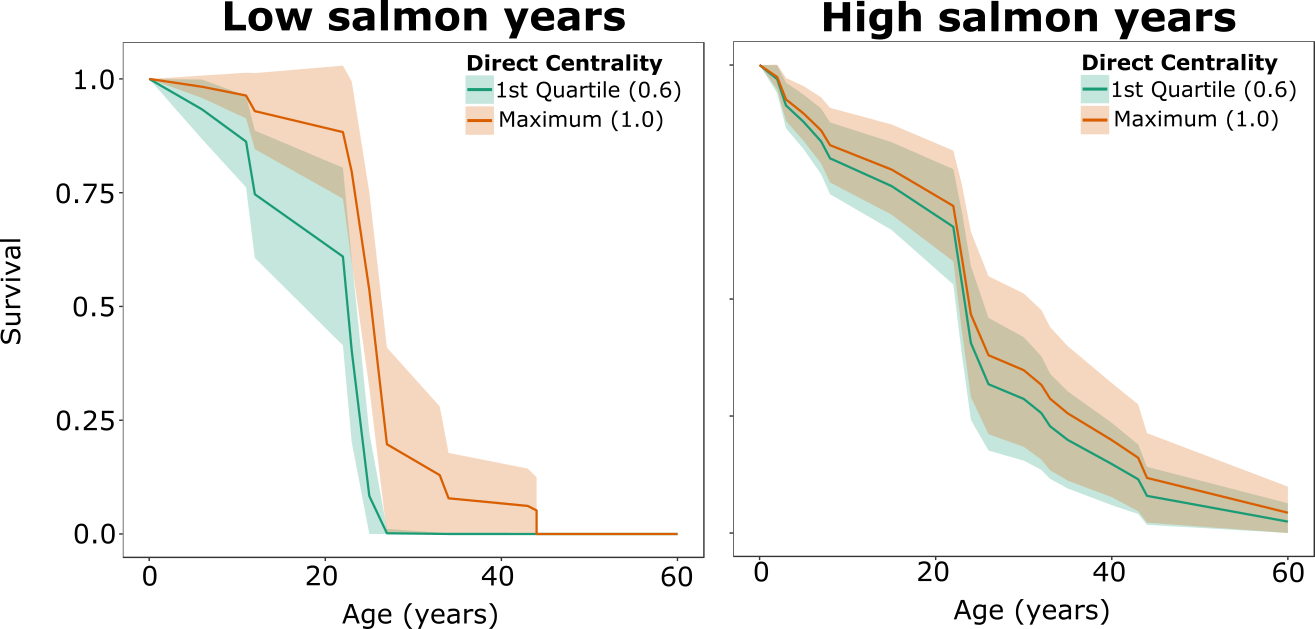 Low salmon years
High salmon years
Direct Centrality
1st Quartile (0.6)
Maximum (1.0)
Direct Centrality
1st Quartile (0.6)
Maximum (1.0)
Survival
1.0
0.75
0.5
0.25
0.0
0 20 40 60
0 20 40 60
Age (years)
Age (years)